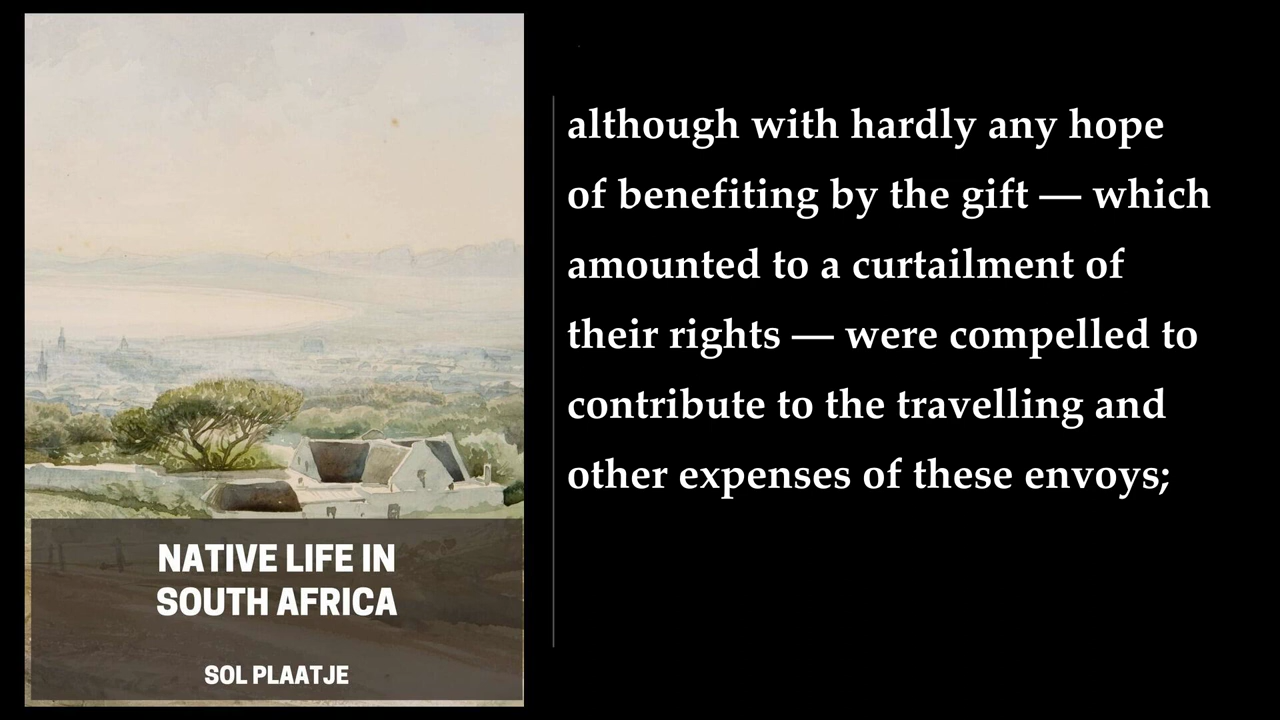 NATIVE LIFE IN
SOUTH AFRICA
SOL PLAATJE
although with hardly any hope
of benefiting by the gift — which
amounted to a curtailment of
their rights — were compelled to
contribute to the travelling and
other expenses of these envoys;